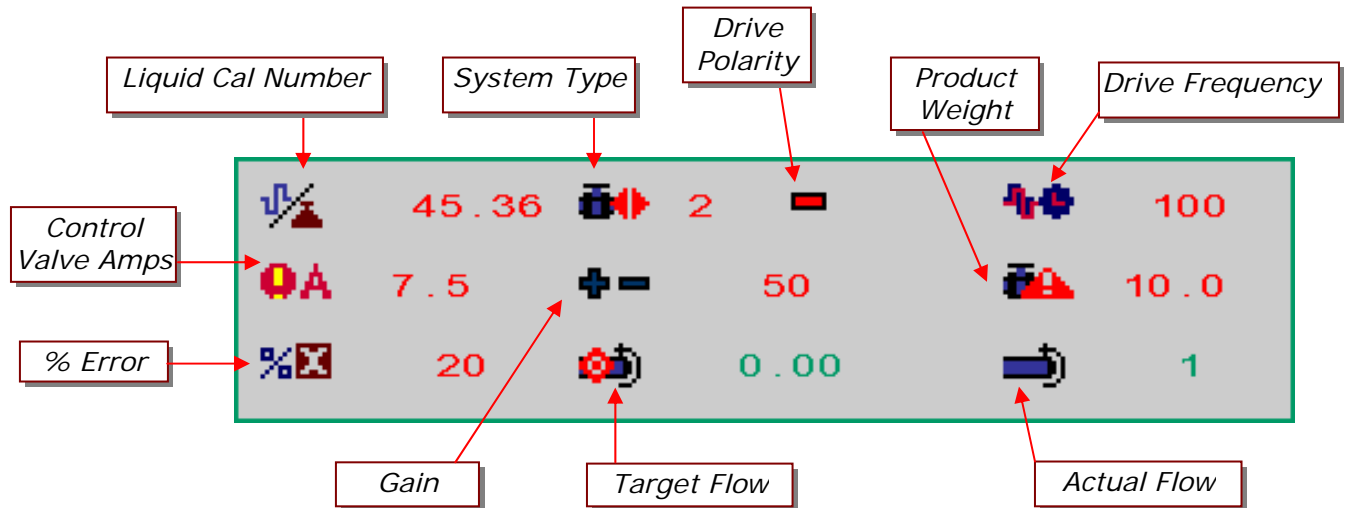 Drive
Polarity
Liquid Cal Number
System Type
Product
Weight
Drive Frequency
45.36
2
100
Control
Valve Amps
A
7.5
50
10.0
% Error
%
20
0.00
1
Gain
Target Flow
Actual Flow